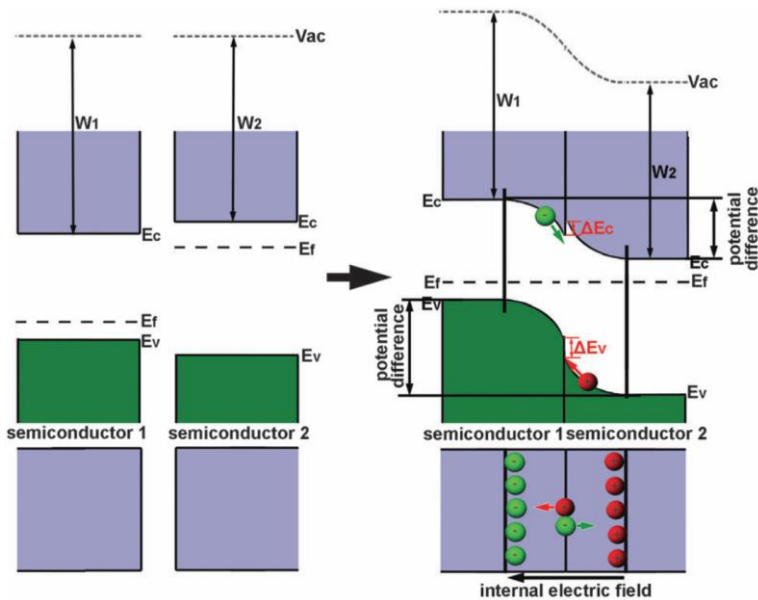 Vac
W1
W2
Ec
Ec
Ef
Ef
Ev
Ev
semiconductor 1
semiconductor 2
Vac
W1
W2
Ec
ΔEc
Ec
potential
difference
Ef
Ef
Ev
potential
difference
ΔEv
Ev
semiconductor 1
semiconductor 2
internal electric field